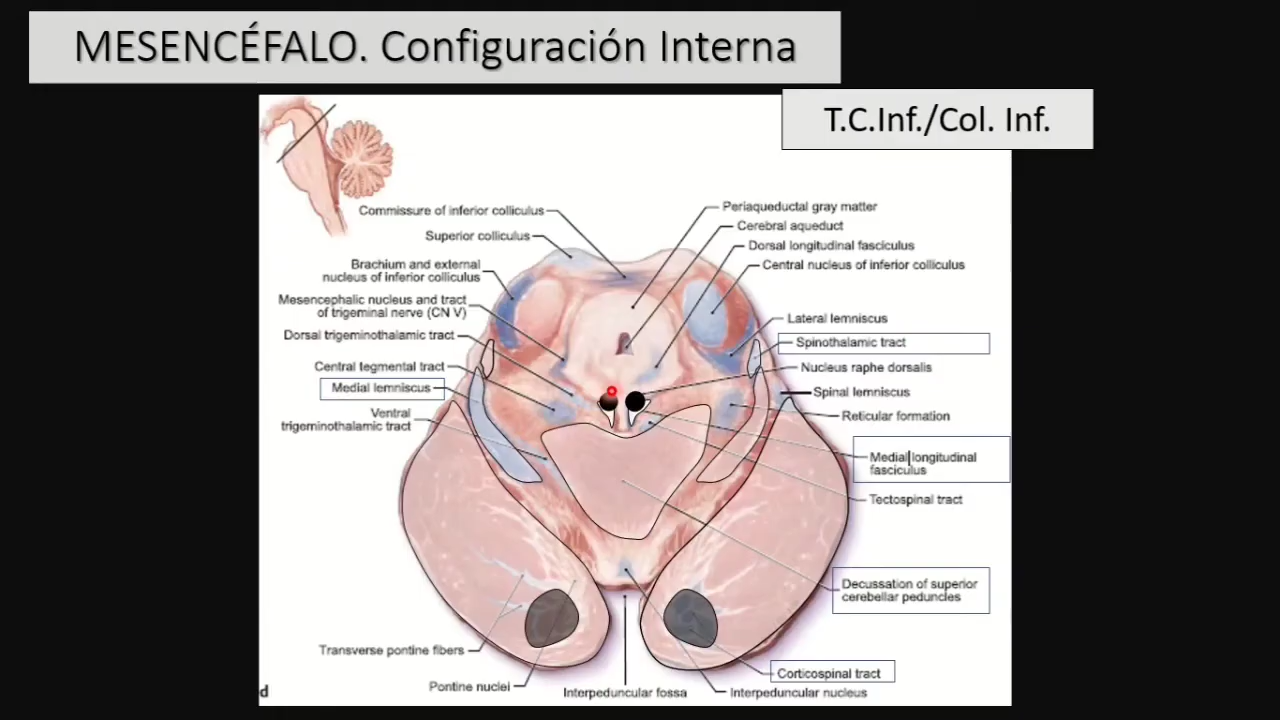 MESENCÉFALO. Configuración Interna
T.C.Inf./Col. Inf.
Commissure of inferior colliculus
Superior colliculus
Brachium and external
nucleus of inferior colliculus
Mesencephalic nucleus and tract
of trigeminal nerve (CN V)
Dorsal trigeminothalamic tract
Central tegmental tract
Medial lemniscus
Ventral
trigeminothalamic tract
Transverse pontine fibers
Pontine nuclei
Interpeduncular fossa
Periaqueductal gray matter
Cerebral aqueduct
Dorsal longitudinal fasciculus
Central nucleus of inferior colliculus
Lateral lemniscus
Spinothalamic tract
Nucleus raphe dorsalis
Spinal lemniscus
Reticular formation
Medial longitudinal
fasciculus
Tectospinal tract
Decussation of superior
cerebellar peduncles
Corticospinal tract
Interpeduncular nucleus
d